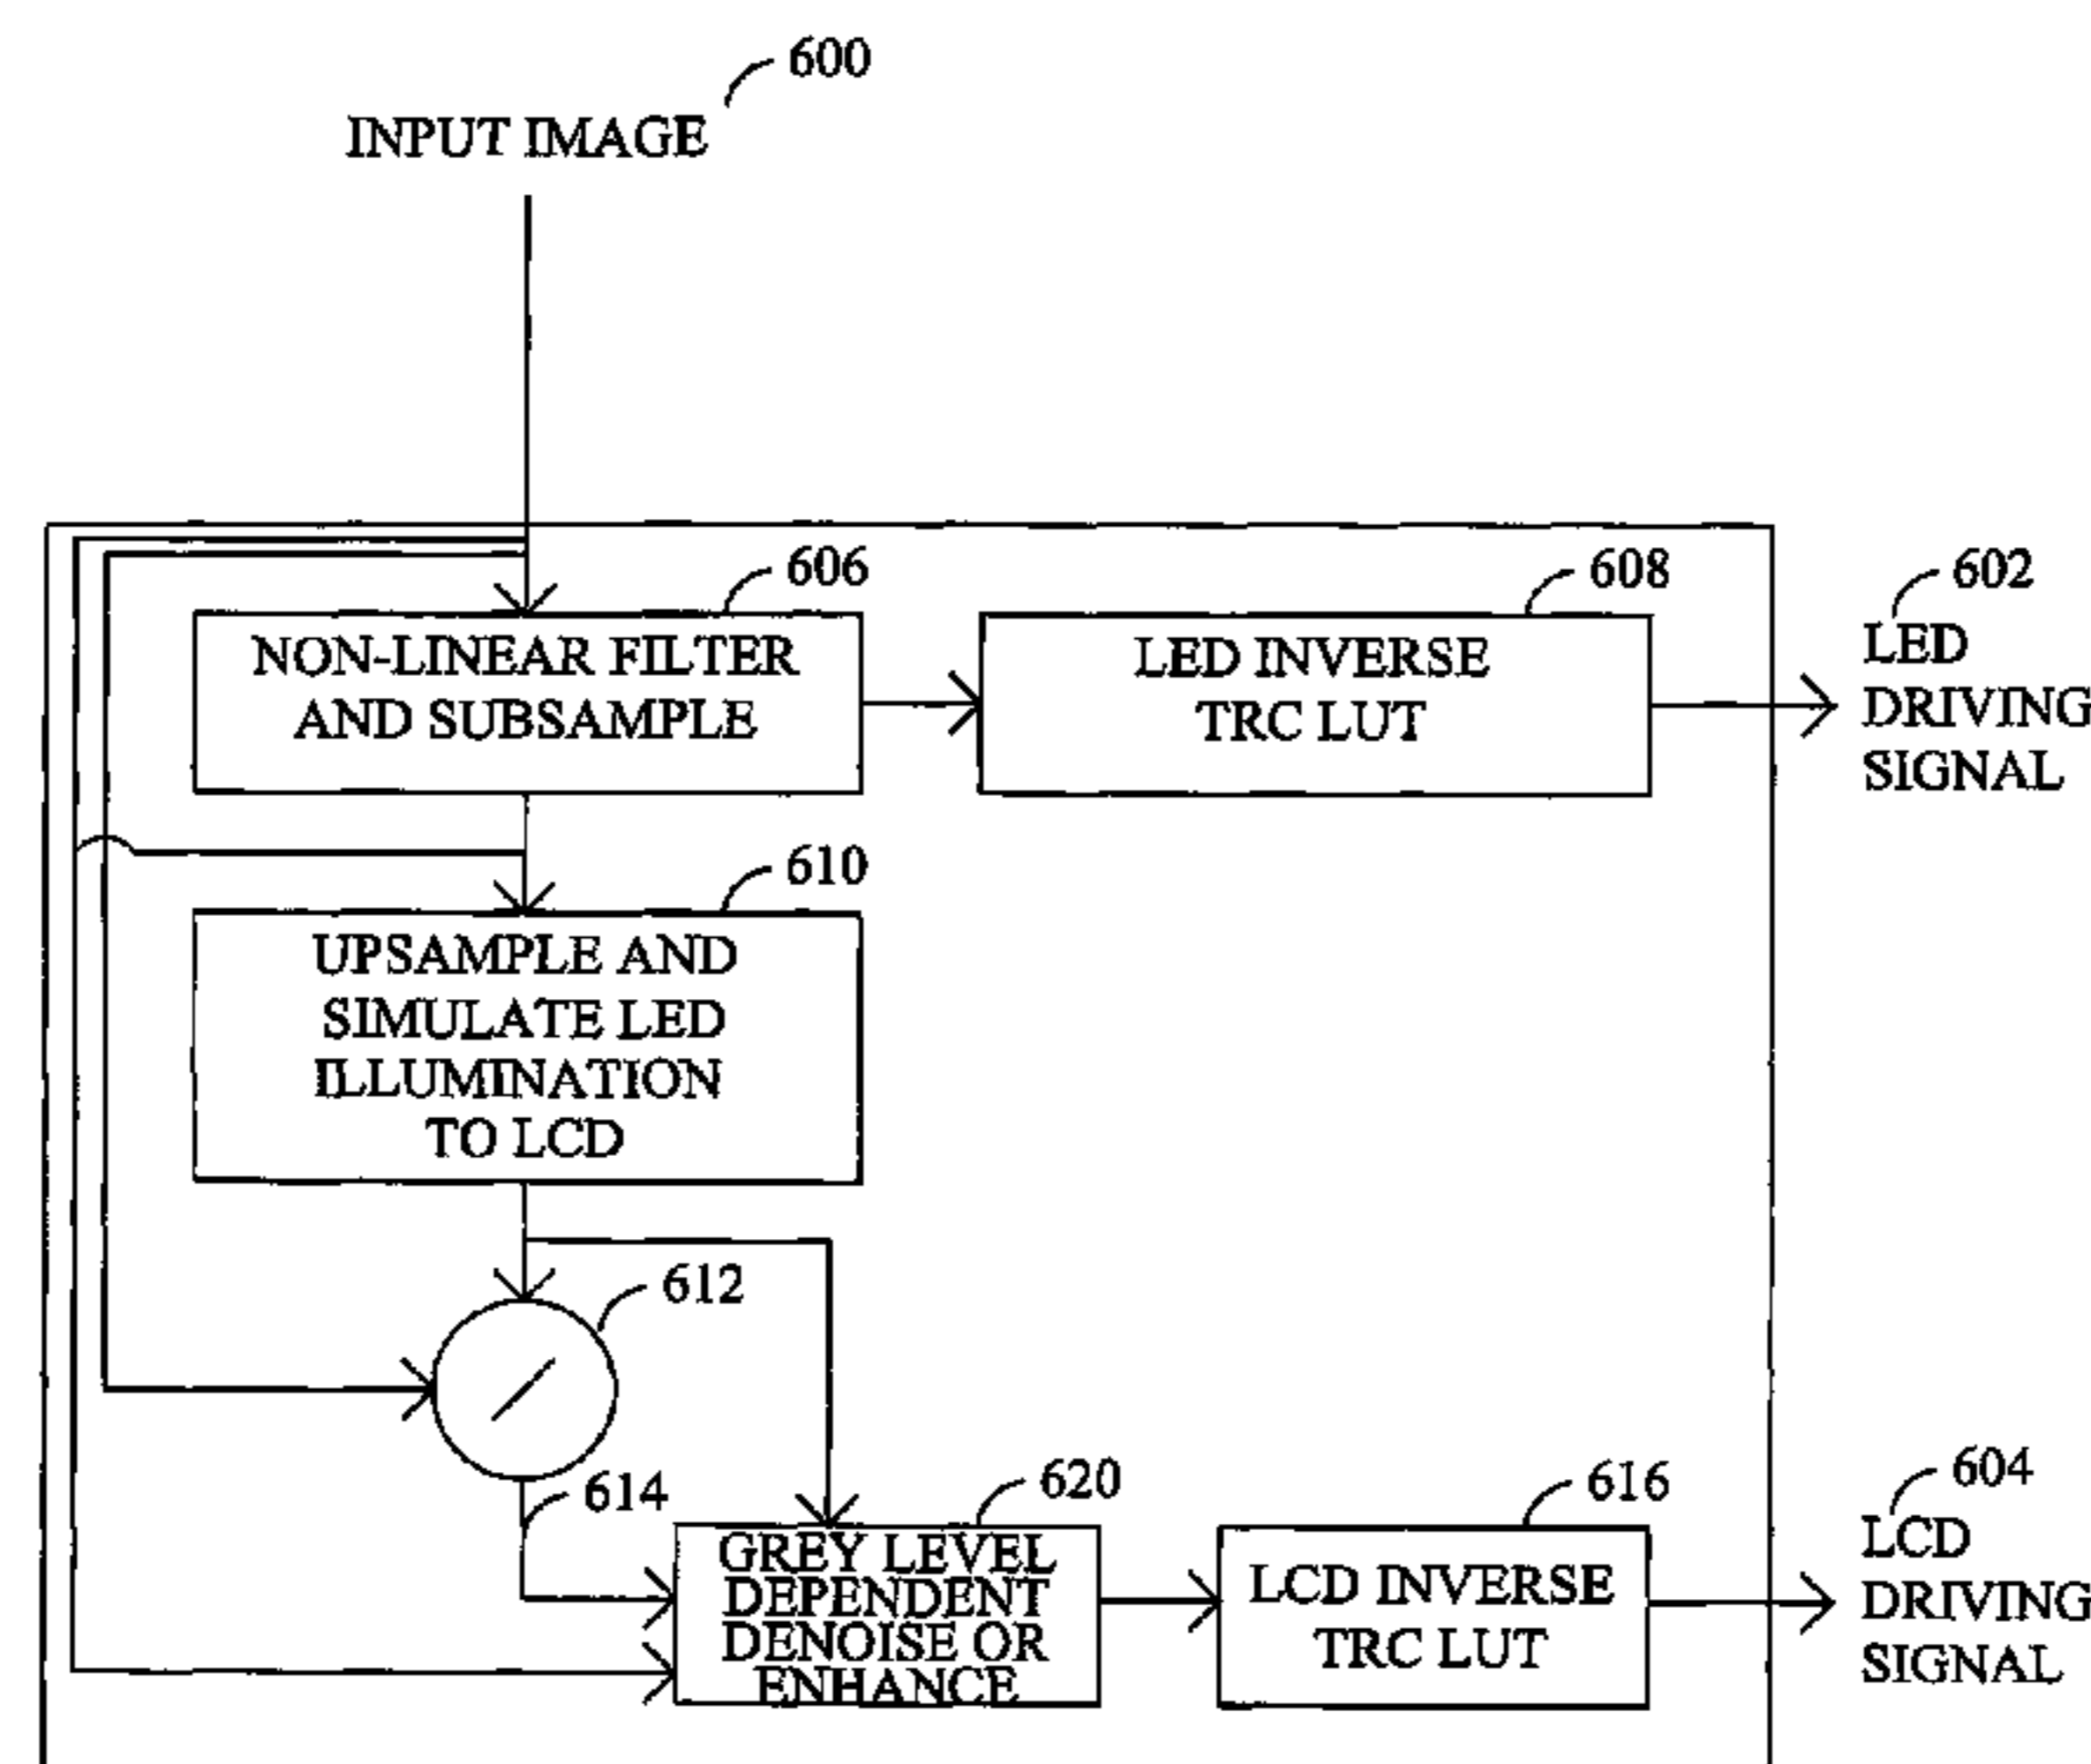 600
INPUT IMAGE
606
NON-LINEAR FILTER
AND SUBSAMPLE
608
LED INVERSE
TRC LUT
602
LED
DRIVING
SIGNAL
610
UPSAMPLE AND
SIMULATE LED
ILLUMINATION
TO LCD
612
614
620
GREY LEVEL
DEPENDENT
DENOISE OR
ENHANCE
616
LCD INVERSE
TRC LUT
604
LCD
DRIVING
SIGNAL